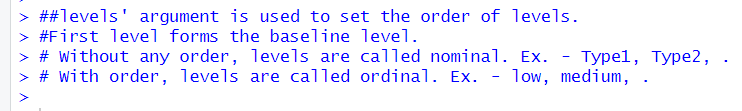 > ##levels' argument is used to set the order of levels.
> #First level forms the baseline level.
> # Without any order, levels are called nominal. Ex. - Type1, Type2, .
> # With order, levels are called ordinal. Ex. - low, medium, .
>